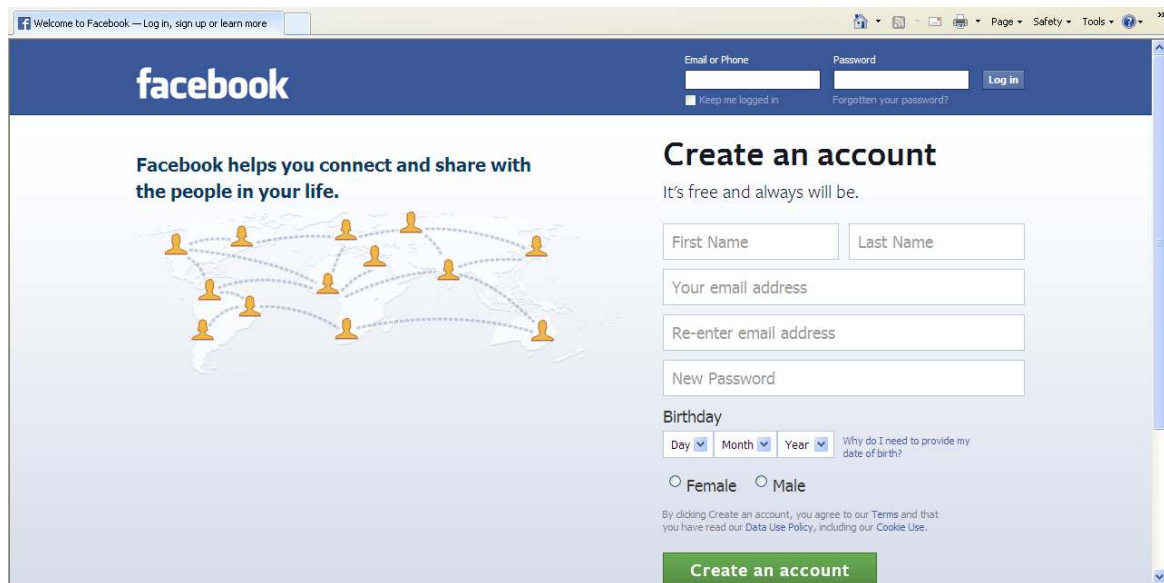 Welcome to Facebook — Log in, sign up or learn more
Page Safety Tools
facebook
Email or Phone Password
Log in
Keep me logged in Forgotten your password?
Facebook helps you connect and share with
the people in your life.
Create an account
It's free and always will be.
First Name Last Name
Your email address
Re-enter email address
New Password
Birthday
Day Month Year
Why do I need to provide my
date of birth?
Female Male
By clicking Create an account, you agree to our Terms and that
you have read our Data Use Policy, including our Cookie Use.
Create an account